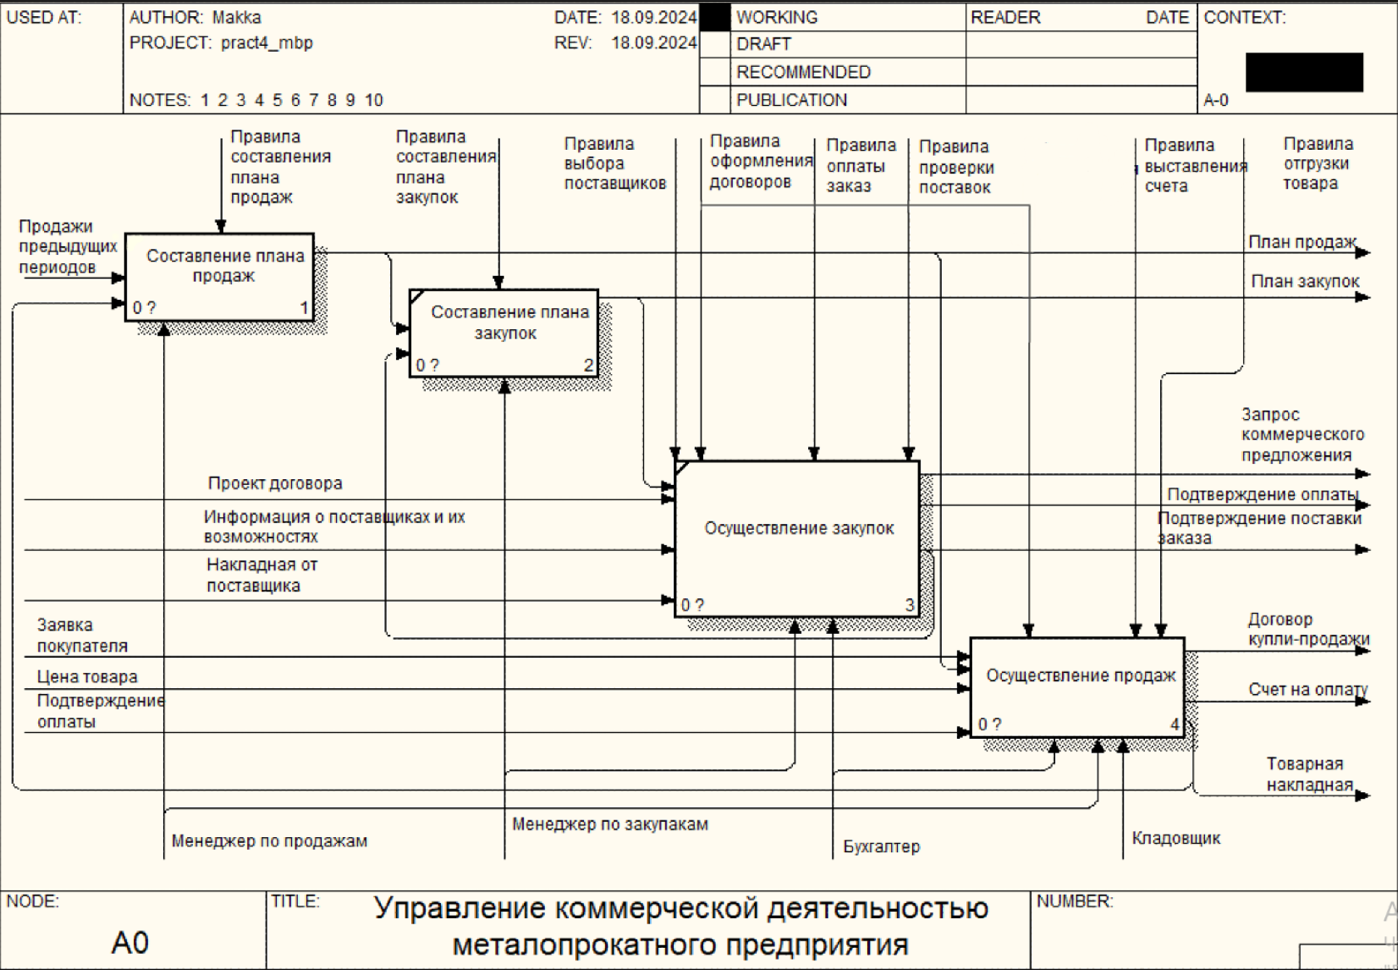 USED AT:
AUTHOR: Makka
DATE: 18.09.2024
WORKING
READER
DATE
CONTEXT:
PROJECT: pract4_mbp
REV: 18.09.2024
DRAFT
RECOMMENDED
NOTES: 1 2 3 4 5 6 7 8 9 10
PUBLICATION
A-0
Правила
составления
плана
продаж
Правила
составления
плана
закупок
Правила
выбора
поставщиков
Правила
оформления
договоров
Правила
оплаты
заказ
Правила
проверки
поставок
Правила
выставления
счета
Правила
отгрузки
товара
Продажи
предыдущих
периодов
Составление плана
продаж
0 ?
1
План продаж
План закупок
Составление плана
закупок
0 ?
2
Запрос
коммерческого
предложения
Проект договора
Подтверждение оплаты
Информация о поставщиках и их
возможностях
Осуществление закупок
Подтверждение поставки
заказа
Накладная от
поставщика
0 ?
3
Заявка
покупателя
Договор
купли-продажи
Цена товара
Осуществление продаж
Счет на оплату
Подтверждение
оплаты
0 ?
4
Товарная
накладная
Менеджер по продажам
Менеджер по закупакам
Бухгалтер
Кладовщик
NODE:
A0
TITLE:
Управление коммерческой деятельностью
металопрокатного предприятия
NUMBER: